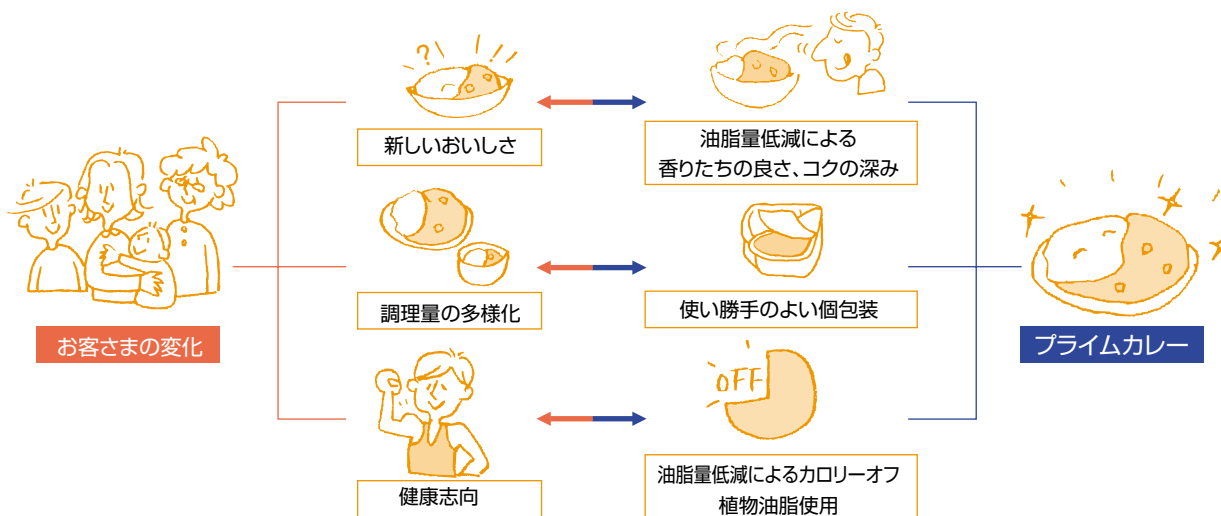 新しいおいしさ
油脂量低減による
香りたちの良さ、コクの深み
調理量の多様化
使い勝手のよい個包装
お客さまの変化
プライムカレー
OFF
健康志向
油脂量低減によるカロリーオフ
植物油脂使用